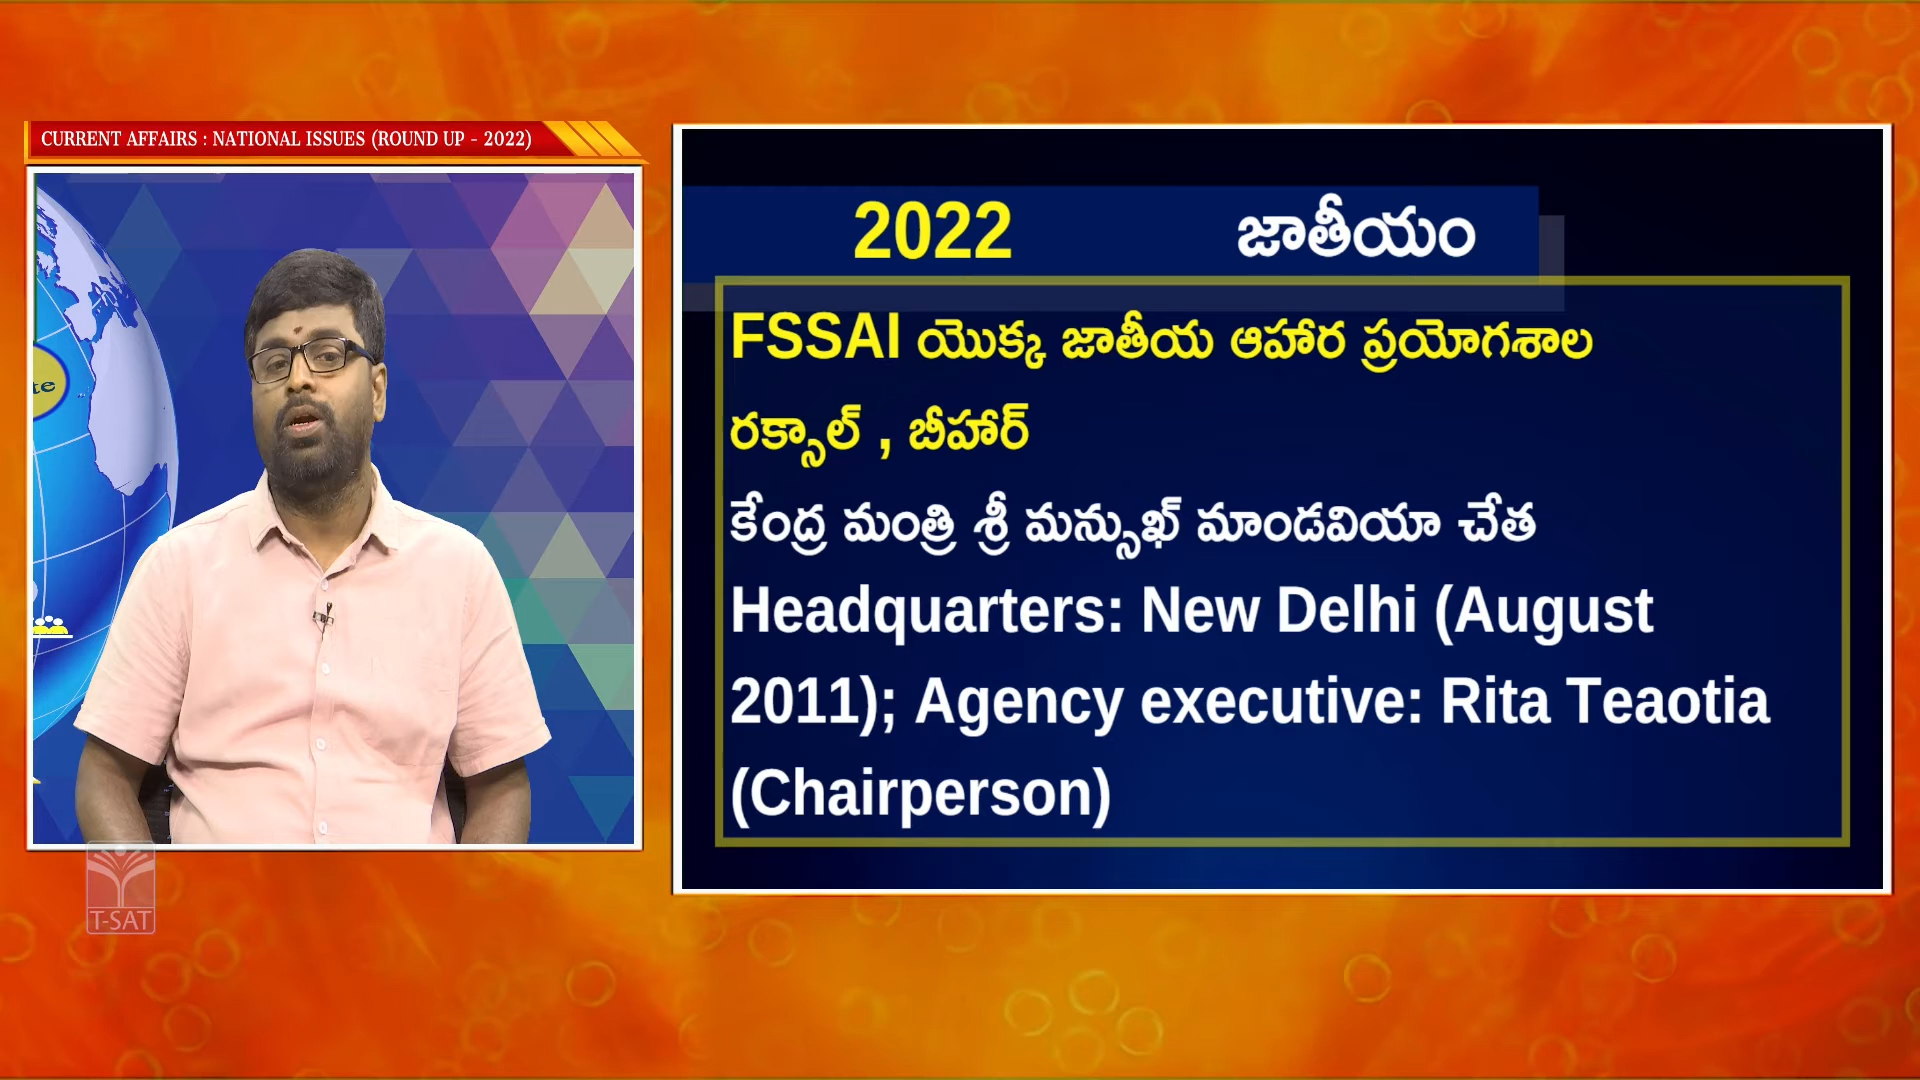 CURRENT AFFAIRS : NATIONAL ISSUES (ROUND UP - 2022)
te
T-SAT
2022 జాతీయం
FSSAI యొక్క జాతీయ ఆహార ప్రయోగశాల
రక్సాల్ , బీహార్
కేంద్ర మంత్రి శ్రీ మన్సుఖ్ మాండవియా చేత
Headquarters: New Delhi (August
2011); Agency executive: Rita Teaotia
(Chairperson)